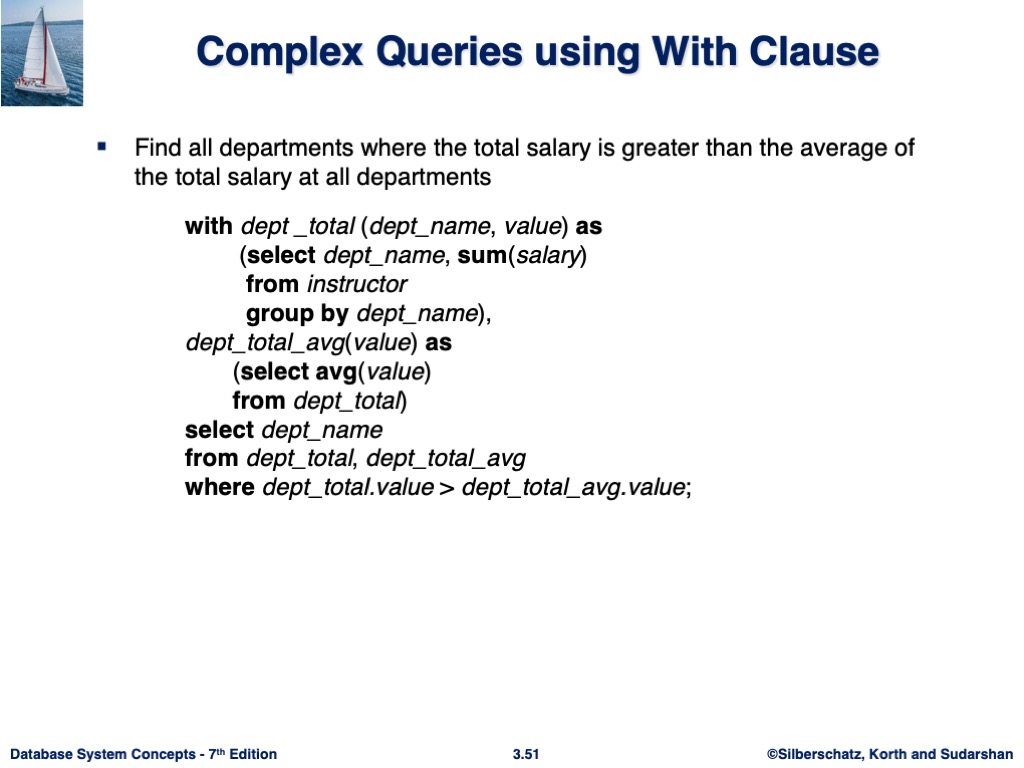 Complex Queries using With Clause
▪ Find all departments where the total salary is greater than the average of
the total salary at all departments
with dept _total (dept_name, value) as
(select dept_name, sum(salary)
from instructor
group by dept_name),
dept_total_avg(value) as
(select avg(value)
from dept_total)
select dept_name
from dept_total, dept_total_avg
where dept_total.value > dept_total_avg.value;
Database System Concepts - 7th Edition 3.51 ©Silberschatz, Korth and Sudarshan